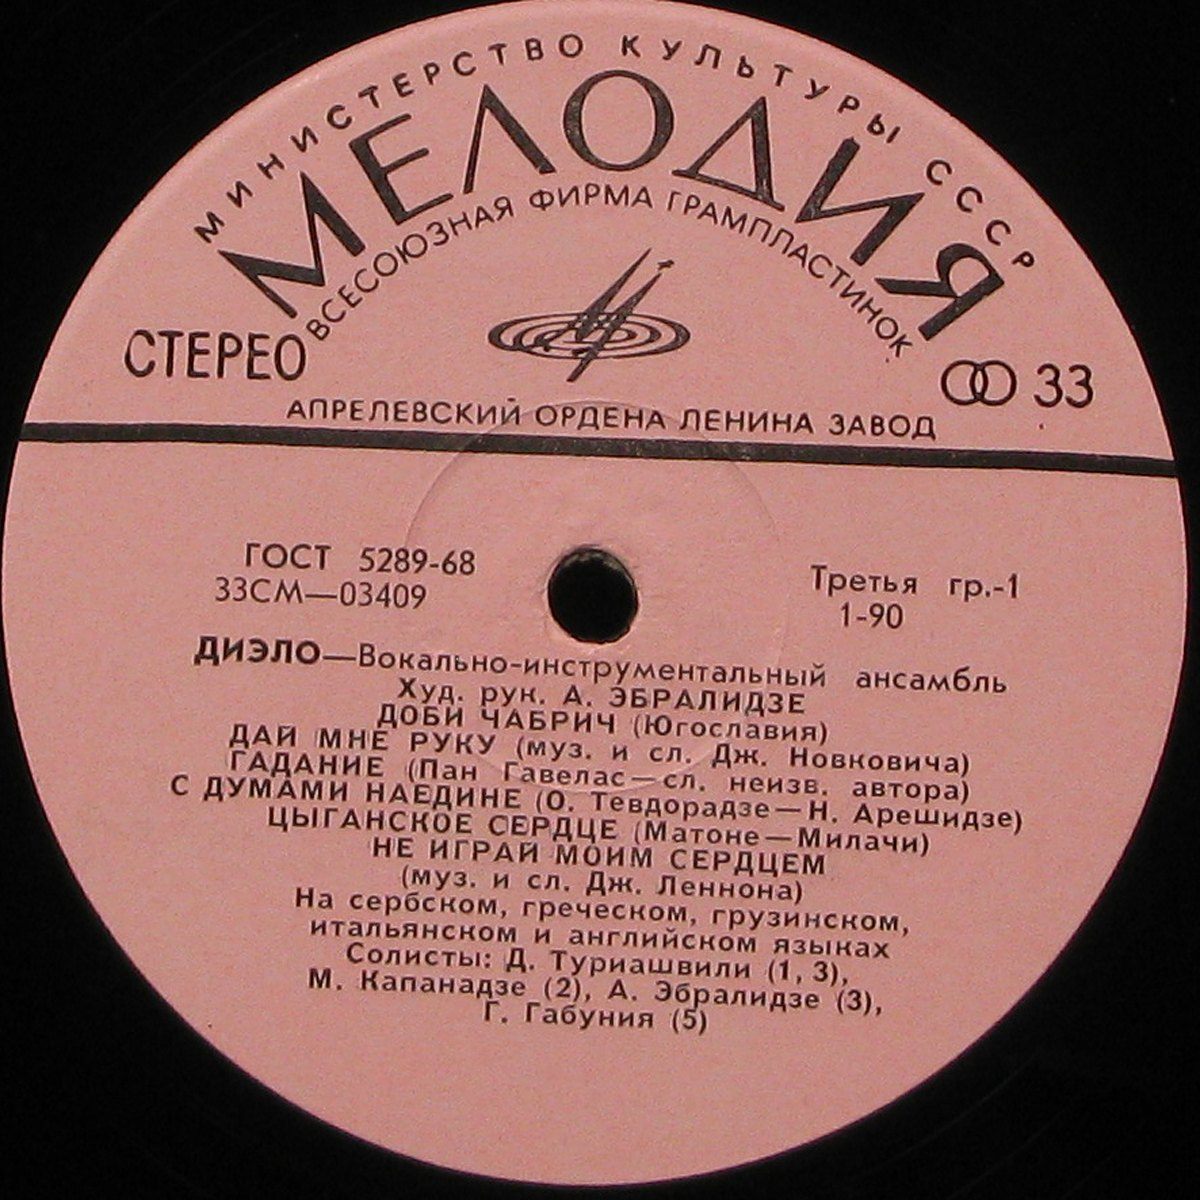 МИНИСТЕРСТВО КУЛЬТУРЫ СССР
МЕЛОДИЯ
ВСЕСОЮЗНАЯ ФИРМА ГРАМПЛАСТИНОК
СТЕРЕО
33
АПРЕЛЕВСКИЙ ОРДЕНА ЛЕНИНА ЗАВОД
ГОСТ 5289-68
33СМ—03409
Третья гр.-1
1-90
ДИЭЛО—Вокально-инструментальный ансамбль
Худ. рук. А. ЭБРАЛИДЗЕ
ДОБИ ЧАБРИЧ (Югославия)
ДАЙ МНЕ РУКУ (муз. и сл. Дж. Новковича)
ГАДАНИЕ (Пан Гавелас—сл. неизв. автора)
С ДУМАМИ НАЕДИНЕ (О. Тевдорадзе—Н. Арешидзе)
ЦЫГАНСКОЕ СЕРДЦЕ (Матоне—Милачи)
НЕ ИГРАЙ МОИМ СЕРДЦЕМ
(муз. и сл. Дж. Леннона)
На сербском, греческом, грузинском,
итальянском и английском языках
Солисты: Д. Туриашвили (1, 3),
М. Капанадзе (2), А. Эбралидзе (3),
Г. Габуния (5)